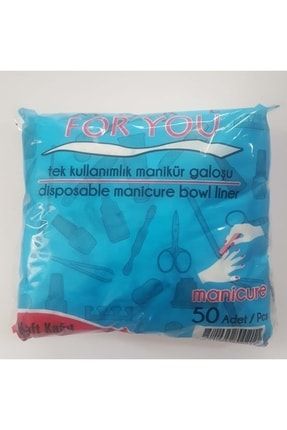 FOR YOU
tek kullanımlık manikür galoşu
disposable manicure bowl liner
manicure
50 Adet / Pcs